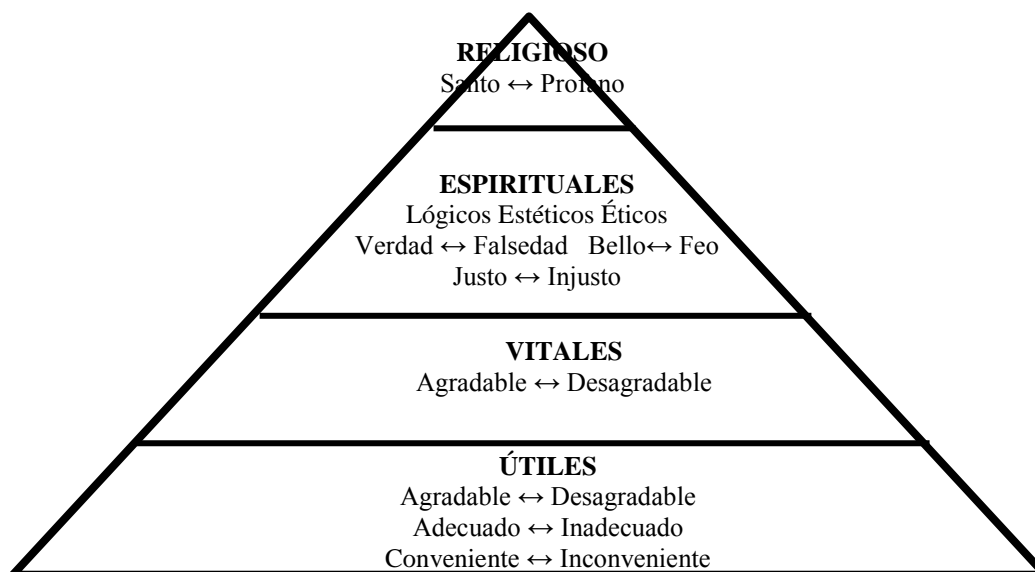 RELIGIOSO
Santo ↔ Profano
ESPIRITUALES
Lógicos Estéticos Éticos
Verdad ↔ Falsedad   Bello↔ Feo
Justo ↔ Injusto
VITALES
Agradable ↔ Desagradable
ÚTILES
Agradable ↔ Desagradable
Adecuado ↔ Inadecuado
Conveniente ↔ Inconveniente